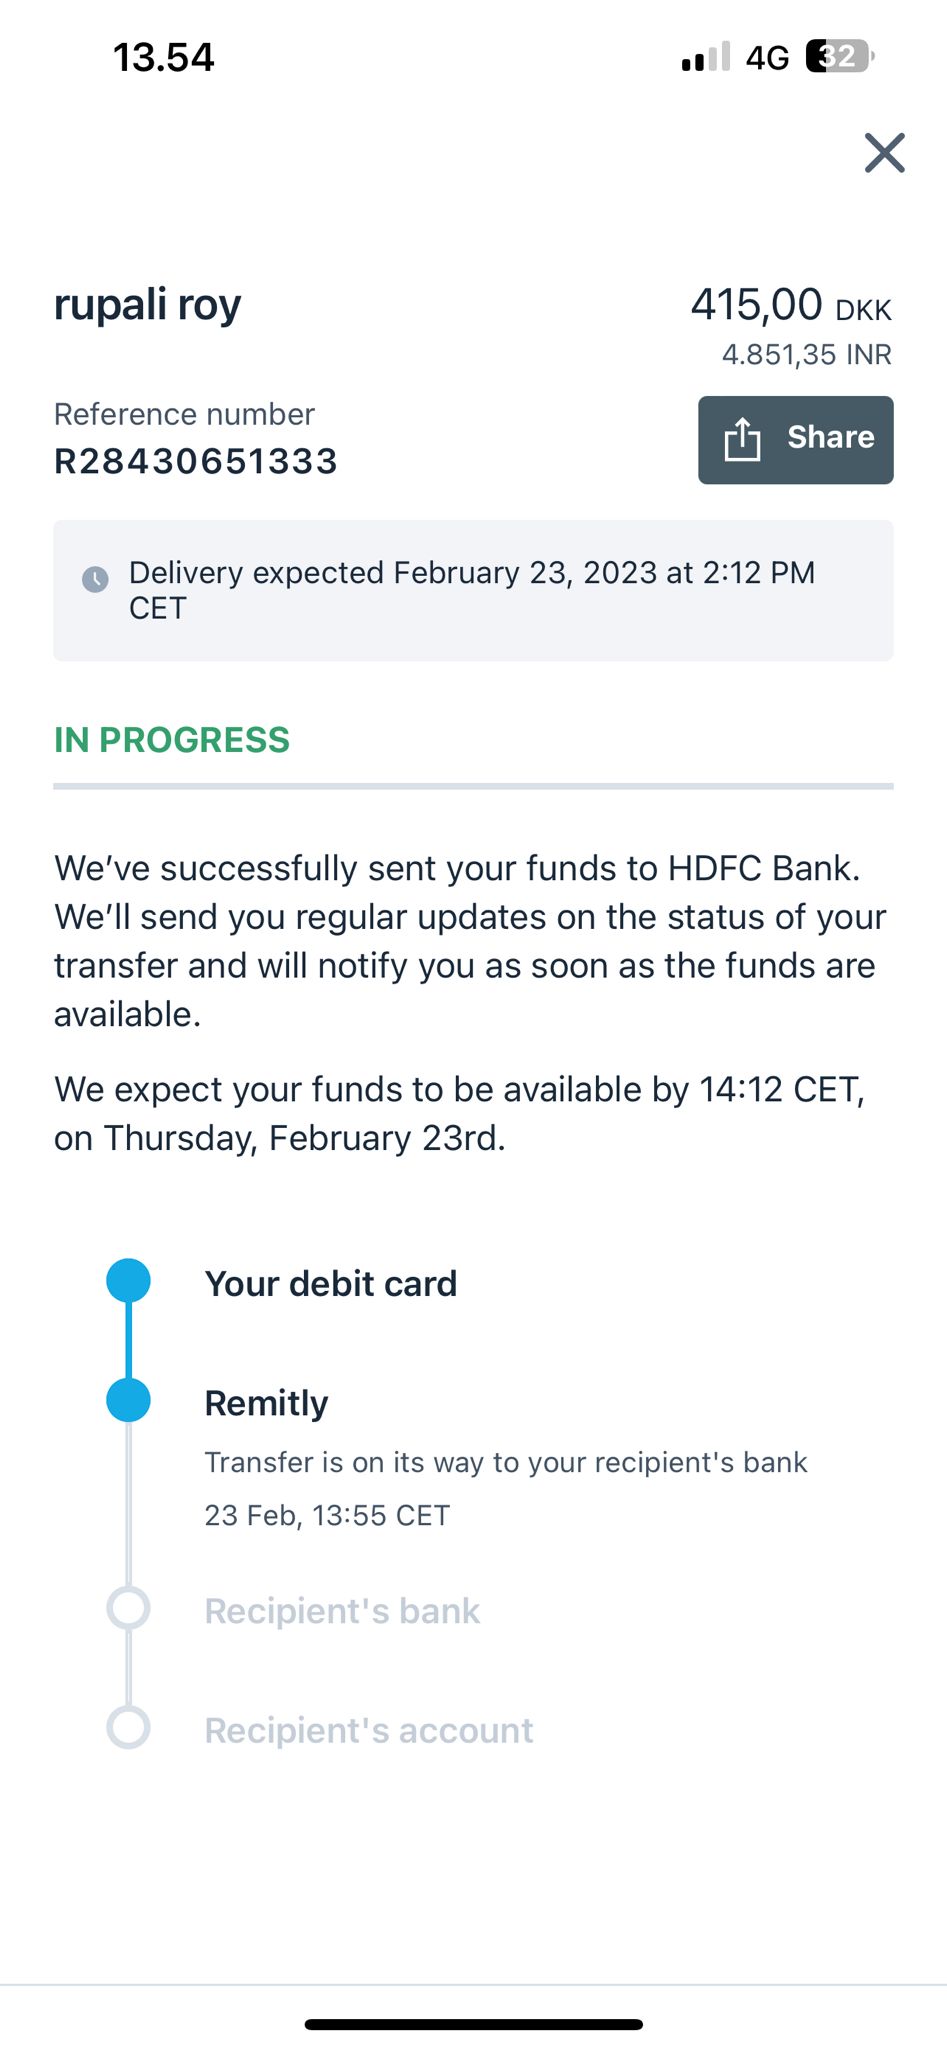 13.54
4G 32
rupali roy
415,00 DKK
4.851,35 INR
Reference number
R28430651333
Share
Delivery expected February 23, 2023 at 2:12 PM
CET
IN PROGRESS
We’ve successfully sent your funds to HDFC Bank.
We’ll send you regular updates on the status of your
transfer and will notify you as soon as the funds are
available.
We expect your funds to be available by 14:12 CET,
on Thursday, February 23rd.
Your debit card
Remitly
Transfer is on its way to your recipient's bank
23 Feb, 13:55 CET
Recipient's bank
Recipient's account